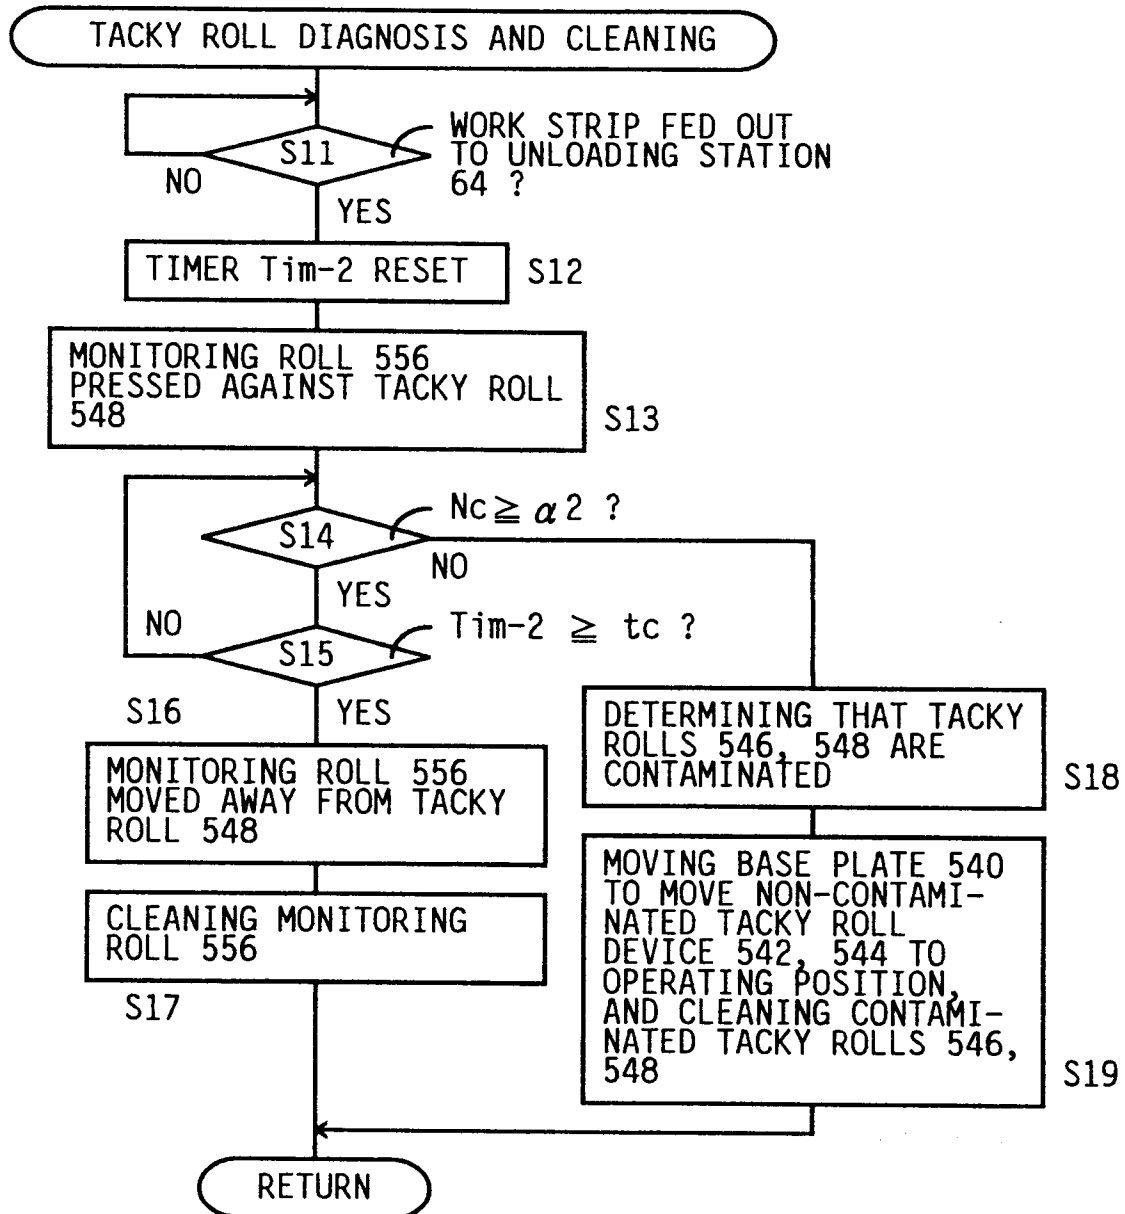 TACKY ROLL DIAGNOSIS AND CLEANING
S11
WORK STRIP FED OUT
TO UNLOADING STATION
64 ?
NO
YES
TIMER Tim-2 RESET
S12
MONITORING ROLL 556
PRESSED AGAINST TACKY ROLL
548
S13
S14
Nc ≧ α2 ?
NO
YES
S15
Tim-2 ≧ tc ?
NO
YES
S16
MONITORING ROLL 556
MOVED AWAY FROM TACKY
ROLL 548
CLEANING MONITORING
ROLL 556
S17
DETERMINING THAT TACKY
ROLLS 546, 548 ARE
CONTAMINATED
S18
MOVING BASE PLATE 540
TO MOVE NON-CONTAMI-
NATED TACKY ROLL
DEVICE 542, 544 TO
OPERATING POSITION,
AND CLEANING CONTAMI-
NATED TACKY ROLLS 546,
548
S19
RETURN